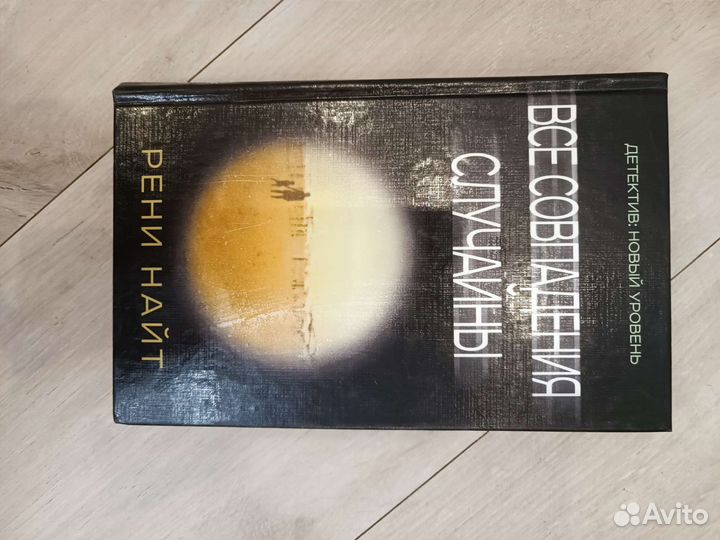 ДЕТЕКТИВ: НОВЫЙ УРОВЕНЬ
ВСЕ СОВПАДЕНИЯ
СЛУЧАЙНЫ
РЕНИ НАЙТ
Avito